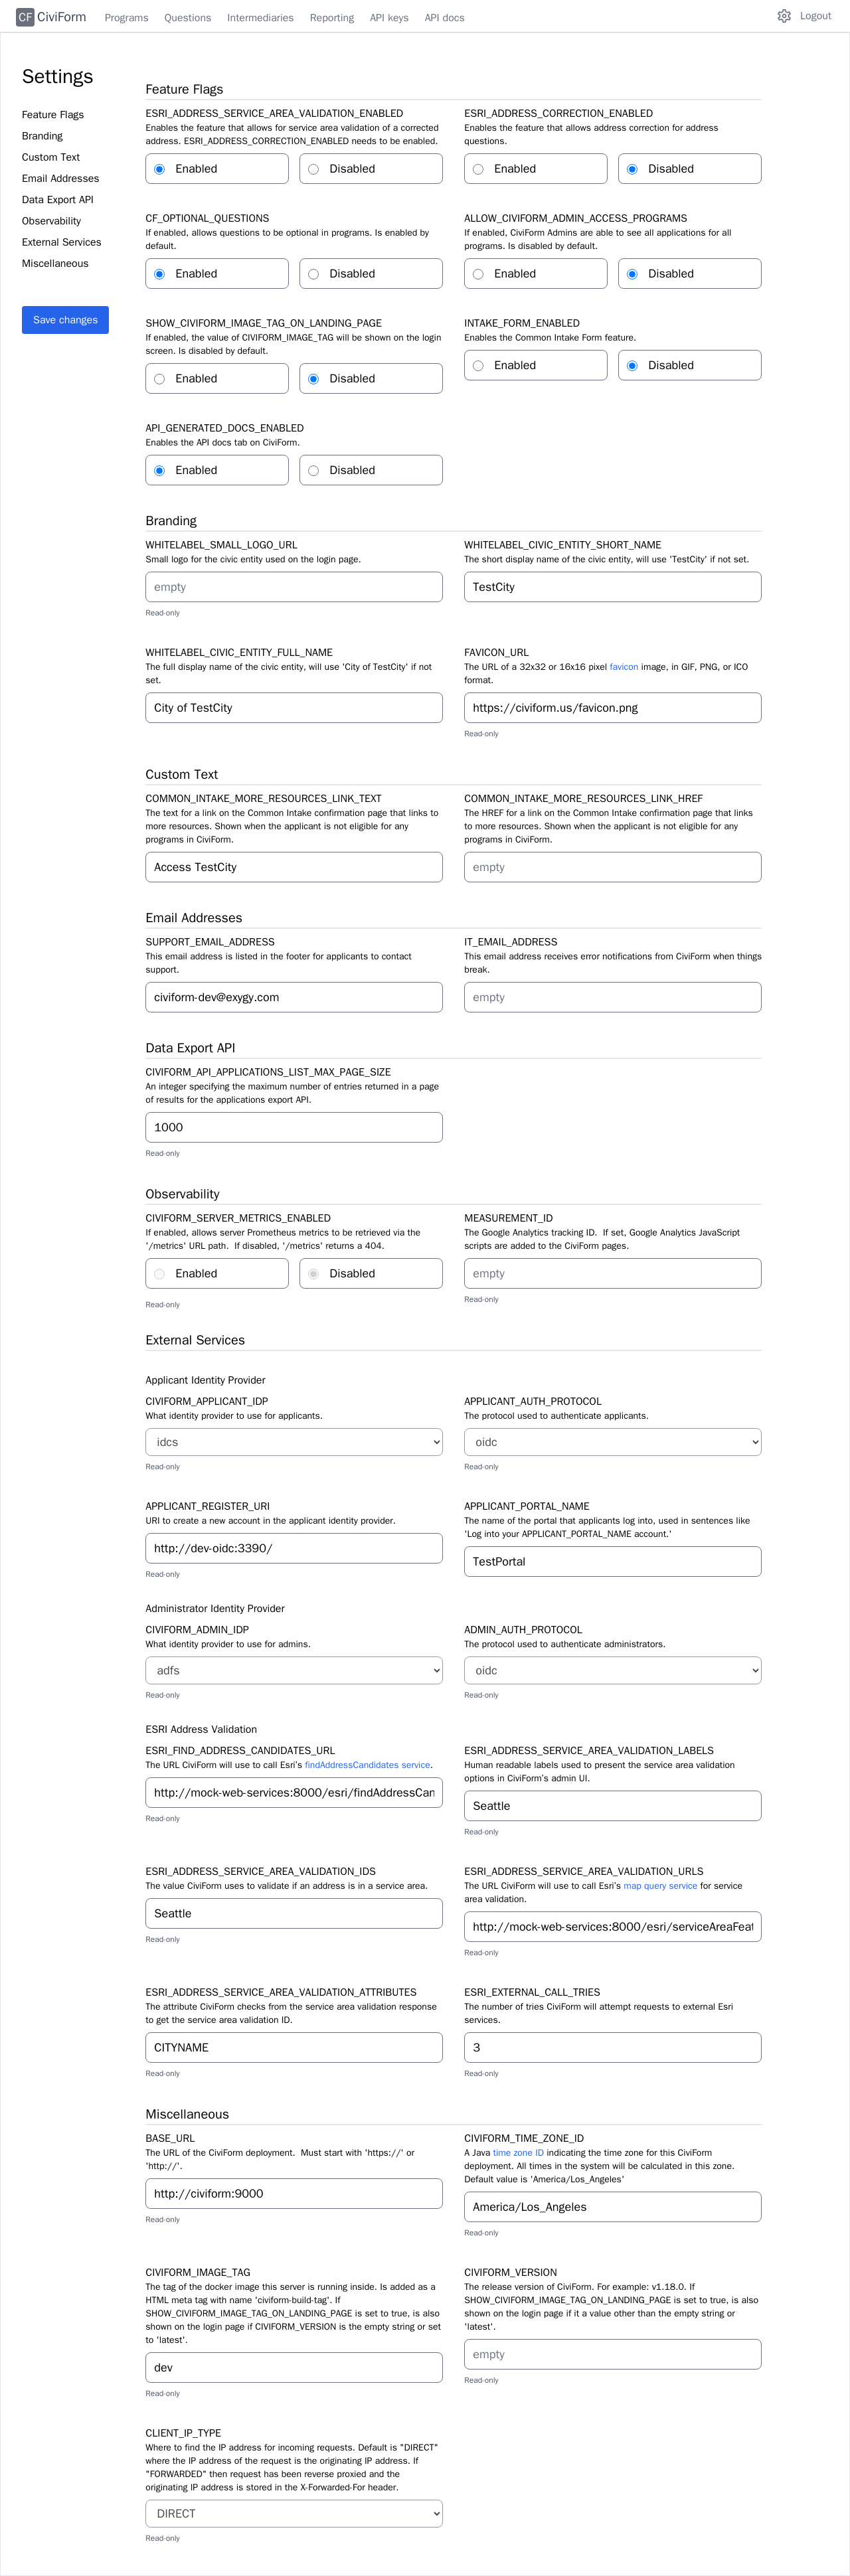 CF CiviForm Programs Questions Intermediaries Reporting API keys API docs Logout
Settings
Feature Flags
Branding
Custom Text
Email Addresses
Data Export API
Observability
External Services
Miscellaneous
Save changes
Feature Flags
ESRI_ADDRESS_SERVICE_AREA_VALIDATION_ENABLED
Enables the feature that allows for service area validation of a corrected
address. ESRI_ADDRESS_CORRECTION_ENABLED needs to be enabled.
Enabled Disabled
ESRI_ADDRESS_CORRECTION_ENABLED
Enables the feature that allows address correction for address
questions.
Enabled Disabled
CF_OPTIONAL_QUESTIONS
If enabled, allows questions to be optional in programs. Is enabled by
default.
Enabled Disabled
ALLOW_CIVIFORM_ADMIN_ACCESS_PROGRAMS
If enabled, CiviForm Admins are able to see all applications for all
programs. Is disabled by default.
Enabled Disabled
SHOW_CIVIFORM_IMAGE_TAG_ON_LANDING_PAGE
If enabled, the value of CIVIFORM_IMAGE_TAG will be shown on the login
screen. Is disabled by default.
Enabled Disabled
INTAKE_FORM_ENABLED
Enables the Common Intake Form feature.
Enabled Disabled
API_GENERATED_DOCS_ENABLED
Enables the API docs tab on CiviForm.
Enabled Disabled
Branding
WHITELABEL_SMALL_LOGO_URL
Small logo for the civic entity used on the login page.
empty
Read-only
WHITELABEL_CIVIC_ENTITY_SHORT_NAME
The short display name of the civic entity, will use 'TestCity' if not set.
TestCity
WHITELABEL_CIVIC_ENTITY_FULL_NAME
The full display name of the civic entity, will use 'City of TestCity' if not
set.
City of TestCity
FAVICON_URL
The URL of a 32x32 or 16x16 pixel favicon image, in GIF, PNG, or ICO
format.
https://civiform.us/favicon.png
Read-only
Custom Text
COMMON_INTAKE_MORE_RESOURCES_LINK_TEXT
The text for a link on the Common Intake confirmation page that links to
more resources. Shown when the applicant is not eligible for any
programs in CiviForm.
Access TestCity
COMMON_INTAKE_MORE_RESOURCES_LINK_HREF
The HREF for a link on the Common Intake confirmation page that links
to more resources. Shown when the applicant is not eligible for any
programs in CiviForm.
empty
Email Addresses
SUPPORT_EMAIL_ADDRESS
This email address is listed in the footer for applicants to contact
support.
civiform-dev@exygy.com
IT_EMAIL_ADDRESS
This email address receives error notifications from CiviForm when things
break.
empty
Data Export API
CIVIFORM_API_APPLICATIONS_LIST_MAX_PAGE_SIZE
An integer specifying the maximum number of entries returned in a page
of results for the applications export API.
1000
Read-only
Observability
CIVIFORM_SERVER_METRICS_ENABLED
If enabled, allows server Prometheus metrics to be retrieved via the
'/metrics' URL path. If disabled, '/metrics' returns a 404.
Enabled Disabled
Read-only
MEASUREMENT_ID
The Google Analytics tracking ID. If set, Google Analytics JavaScript
scripts are added to the CiviForm pages.
empty
Read-only
External Services
Applicant Identity Provider
CIVIFORM_APPLICANT_IDP
What identity provider to use for applicants.
idcs
Read-only
APPLICANT_AUTH_PROTOCOL
The protocol used to authenticate applicants.
oidc
Read-only
APPLICANT_REGISTER_URI
URI to create a new account in the applicant identity provider.
http://dev-oidc:3390/
Read-only
APPLICANT_PORTAL_NAME
The name of the portal that applicants log into, used in sentences like
'Log into your APPLICANT_PORTAL_NAME account.'
TestPortal
Administrator Identity Provider
CIVIFORM_ADMIN_IDP
What identity provider to use for admins.
adfs
Read-only
ADMIN_AUTH_PROTOCOL
The protocol used to authenticate administrators.
oidc
Read-only
ESRI Address Validation
ESRI_FIND_ADDRESS_CANDIDATES_URL
The URL CiviForm will use to call Esri's findAddressCandidates service.
http://mock-web-services:8000/esri/findAddressCan
Read-only
ESRI_ADDRESS_SERVICE_AREA_VALIDATION_LABELS
Human readable labels used to present the service area validation
options in CiviForm's admin UI.
Seattle
Read-only
ESRI_ADDRESS_SERVICE_AREA_VALIDATION_IDS
The value CiviForm uses to validate if an address is in a service area.
Seattle
Read-only
ESRI_ADDRESS_SERVICE_AREA_VALIDATION_URLS
The URL CiviForm will use to call Esri's map query service for service
area validation.
http://mock-web-services:8000/esri/serviceAreaFeat
Read-only
ESRI_ADDRESS_SERVICE_AREA_VALIDATION_ATTRIBUTES
The attribute CiviForm checks from the service area validation response
to get the service area validation ID.
CITYNAME
Read-only
ESRI_EXTERNAL_CALL_TRIES
The number of tries CiviForm will attempt requests to external Esri
services.
3
Read-only
Miscellaneous
BASE_URL
The URL of the CiviForm deployment. Must start with 'https://' or
'http://'.
http://civiform:9000
Read-only
CIVIFORM_TIME_ZONE_ID
A Java time zone ID indicating the time zone for this CiviForm
deployment. All times in the system will be calculated in this zone.
Default value is 'America/Los_Angeles'
America/Los_Angeles
Read-only
CIVIFORM_IMAGE_TAG
The tag of the docker image this server is running inside. Is added as a
HTML meta tag with name 'civiform-build-tag'. If
SHOW_CIVIFORM_IMAGE_TAG_ON_LANDING_PAGE is set to true, is also
shown on the login page if CIVIFORM_VERSION is the empty string or set
to 'latest'.
dev
Read-only
CIVIFORM_VERSION
The release version of CiviForm. For example: v1.18.0. If
SHOW_CIVIFORM_IMAGE_TAG_ON_LANDING_PAGE is set to true, is also
shown on the login page if it a value other than the empty string or
'latest'.
empty
Read-only
CLIENT_IP_TYPE
Where to find the IP address for incoming requests. Default is "DIRECT"
where the IP address of the request is the originating IP address. If
"FORWARDED" then request has been reverse proxied and the
originating IP address is stored in the X-Forwarded-For header.
DIRECT
Read-only